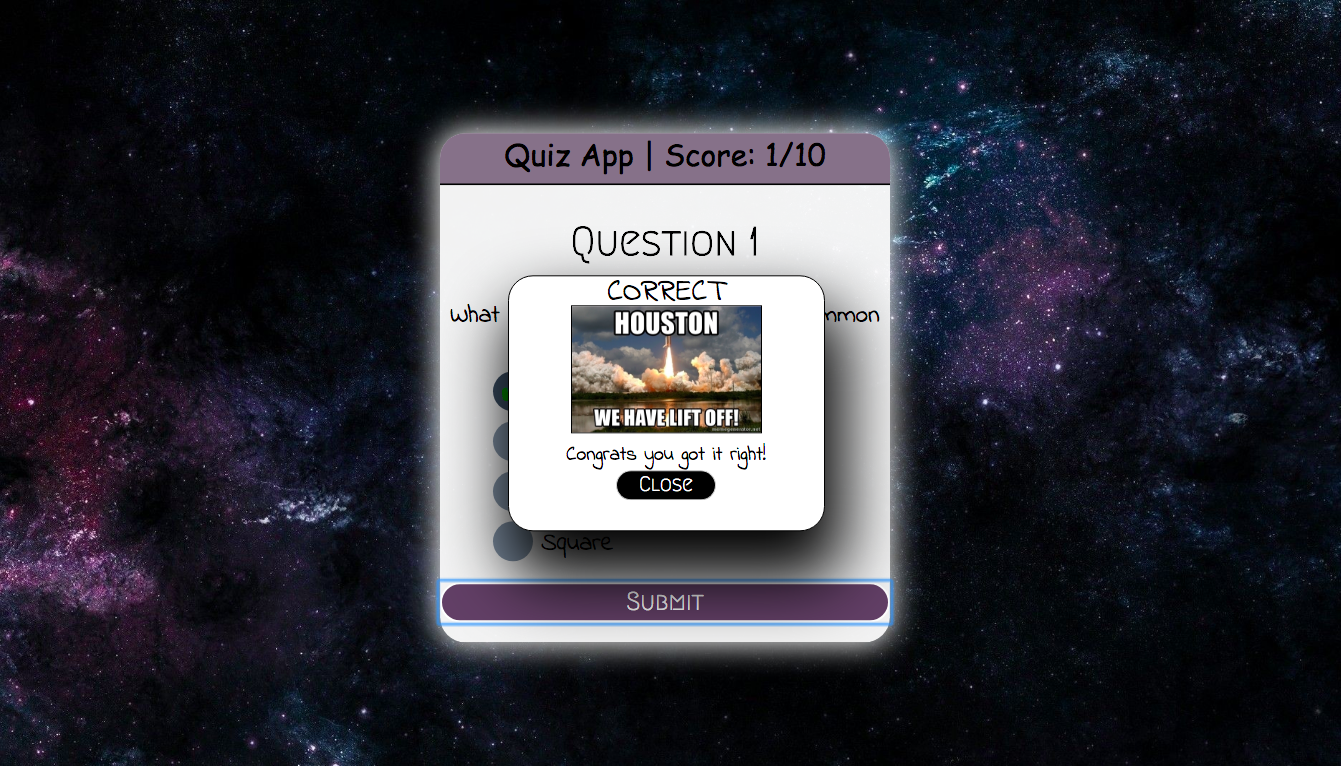 Quiz App | Score: 1/10
Question 1
What
mmon
CORRECT
HOUSTON
WE HAVE LIFT OFF!
Congrats you got it right!
Close
Square
Submit